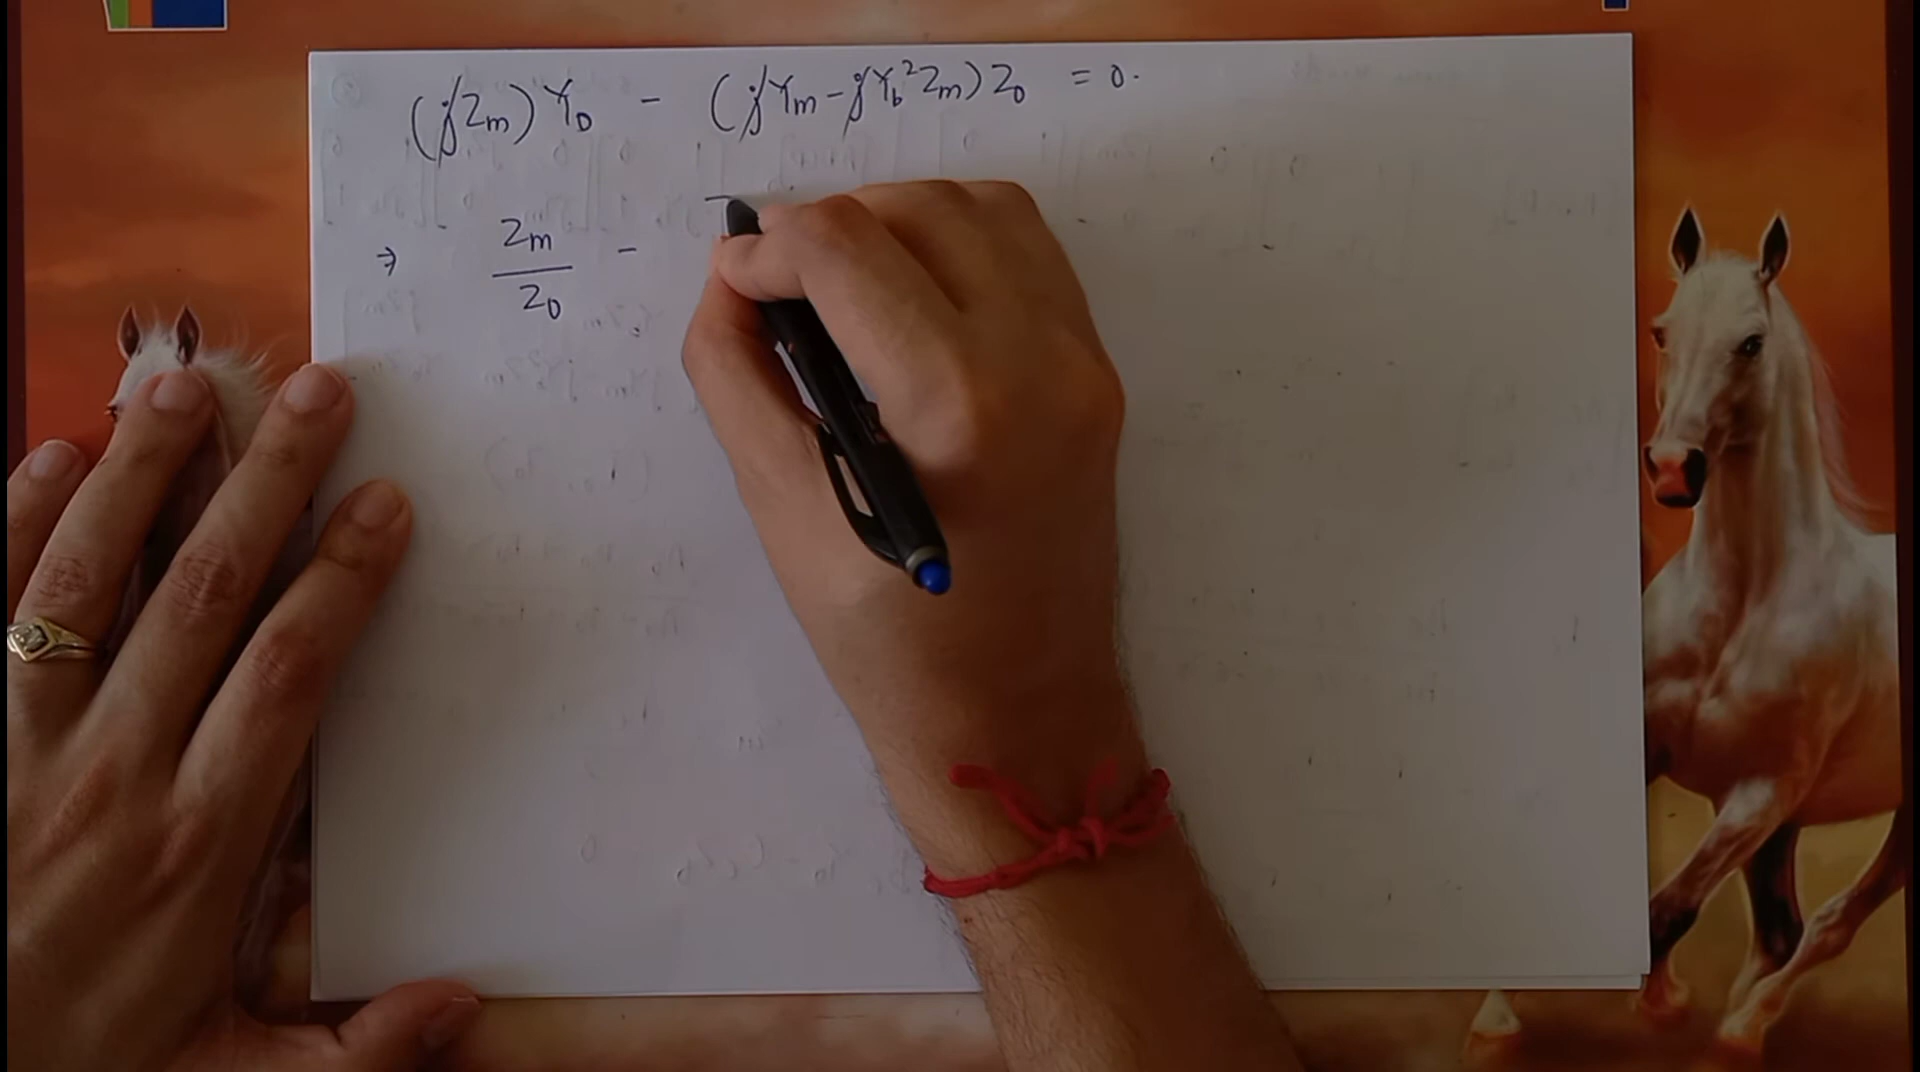 (jZm)Y0 - (jYm - jYb²Zm)Z0 = 0.
⇒ Zm/Z0 -